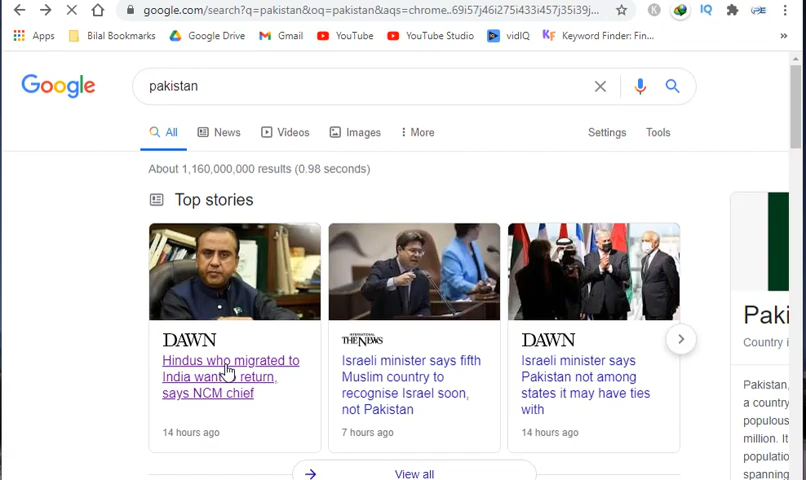 google.com/search?q=pakistan&oq=pakistan&aqs=chrome..69i57j46i275i433i457j35i39j...
Apps Bilal Bookmarks Google Drive Gmail YouTube YouTube Studio vidIQ Keyword Finder: Fin... »
Google pakistan
All News Videos Images More Settings Tools
About 1,160,000,000 results (0.98 seconds)
Top stories
DAWN
Hindus who migrated to
India want to return,
says NCM chief
14 hours ago
INTERNATIONAL
THE NEWS
Israeli minister says fifth
Muslim country to
recognise Israel soon,
not Pakistan
7 hours ago
DAWN
Israeli minister says
Pakistan not among
states it may have ties
with
14 hours ago
View all
Paki
Country i
Pakistan,
a country
populous
million. It
populatio
spanning